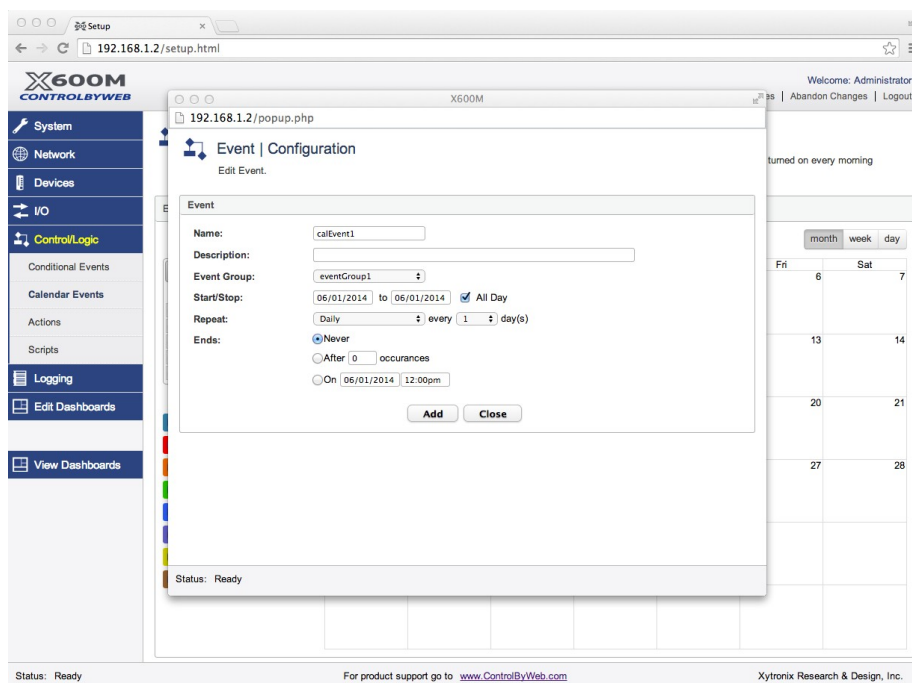 Setup
192.168.1.2/setup.html
X600M
CONTROLBYWEB
Welcome: Administrator
es | Abandon Changes | Logout
System
Network
Devices
I/O
Control/Logic
Conditional Events
Calendar Events
Actions
Scripts
Logging
Edit Dashboards
View Dashboards
turned on every morning
month week day
Fri Sat
6 7
13 14
20 21
27 28
X600M
192.168.1.2/popup.php
Event | Configuration
Edit Event.
Event
Name: calEvent1
Description:
Event Group: eventGroup1
Start/Stop: 06/01/2014 to 06/01/2014 All Day
Repeat: Daily every 1 day(s)
Ends: Never
After 0 occurances
On 06/01/2014 12:00pm
Add Close
Status: Ready
Status: Ready
For product support go to www.ControlByWeb.com
Xytronix Research & Design, Inc.